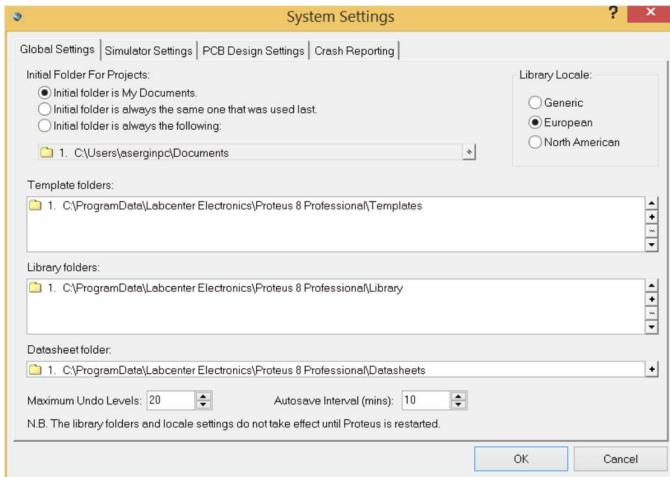 System Settings
Global Settings
Simulator Settings
PCB Design Settings
Crash Reporting
Initial Folder For Projects:
Initial folder is My Documents.
Initial folder is always the same one that was used last.
Initial folder is always the following:
1. C:\Users\aserginpc\Documents
Library Locale:
Generic
European
North American
Template folders:
1. C:\ProgramData\Labcenter Electronics\Proteus 8 Professional\Templates
Library folders:
1. C:\ProgramData\Labcenter Electronics\Proteus 8 Professional\Library
Datasheet folder:
1. C:\ProgramData\Labcenter Electronics\Proteus 8 Professional\Datasheets
Maximum Undo Levels: 20
Autosave Interval (mins): 10
N.B. The library folders and locale settings do not take effect until Proteus is restarted.
OK
Cancel